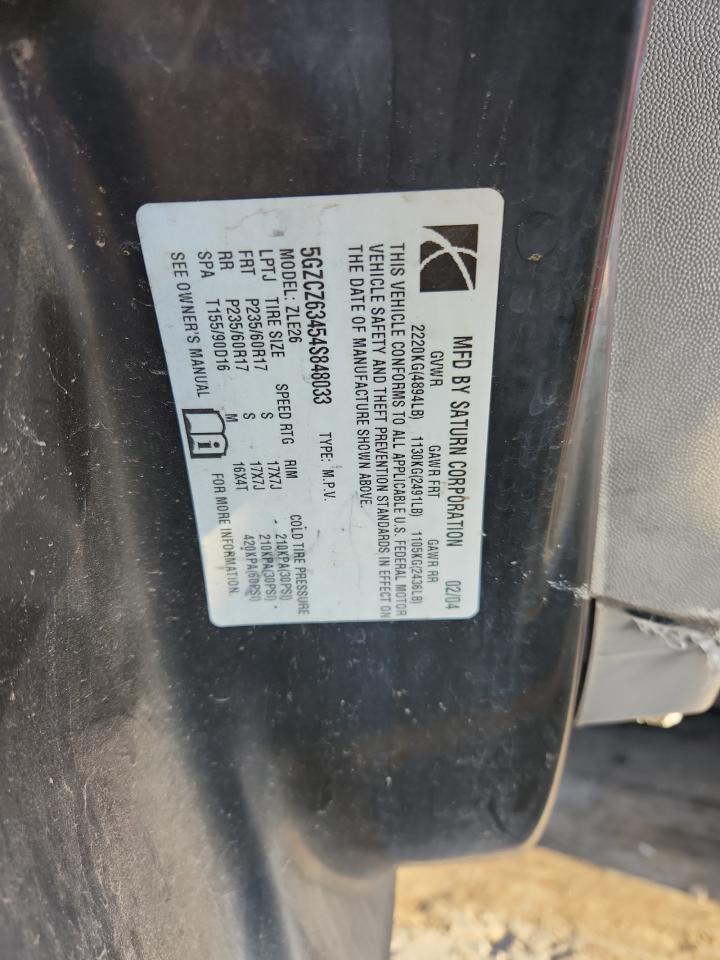 MFD BY SATURN CORPORATION 02/04
GVWR GAWR FRT GAWR RR
2220KG(4894LB) 1130KG(2491LB) 1105KG(2436LB)
THIS VEHICLE CONFORMS TO ALL APPLICABLE U.S. FEDERAL MOTOR
VEHICLE SAFETY AND THEFT PREVENTION STANDARDS IN EFFECT ON
THE DATE OF MANUFACTURE SHOWN ABOVE.
5GZCZ63454S848033 TYPE: M.P.V.
MODEL: ZLE26
LPTJ TIRE SIZE SPEED RTG RIM COLD TIRE PRESSURE
FRT P235/60R17 S 17X7J 210KPA(30PSI)
RR P235/60R17 S 17X7J 210KPA(30PSI)
SPA T155/90D16 M 16X4T 420KPA(60PSI)
SEE OWNER'S MANUAL i FOR MORE INFORMATION.